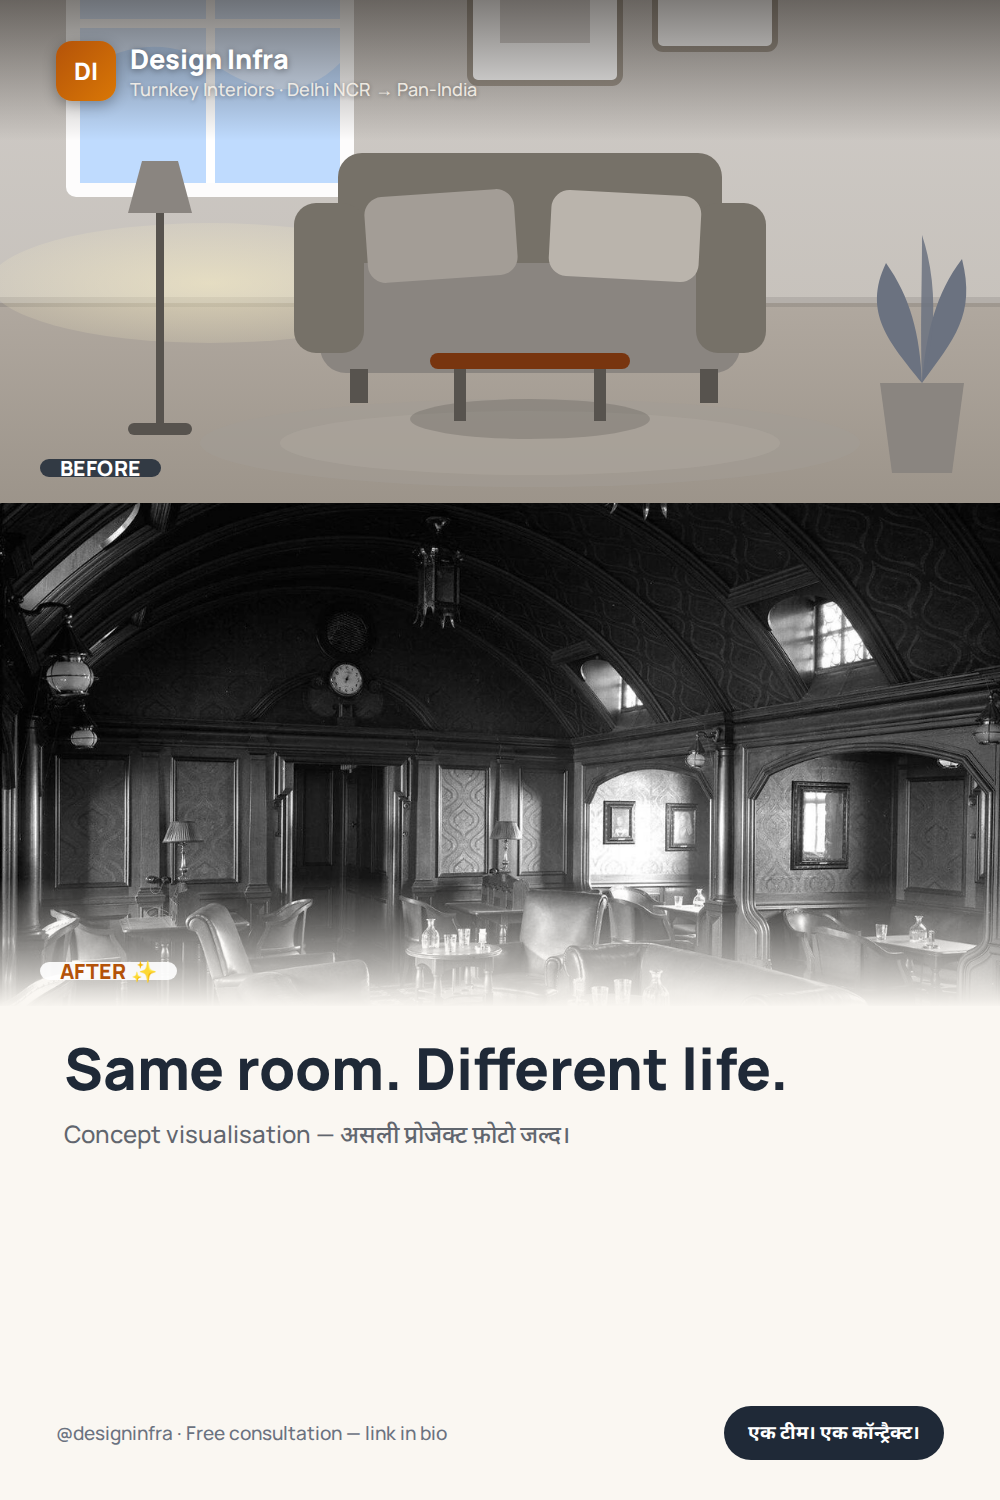 DI
Design Infra
Turnkey Interiors · Delhi NCR → Pan-India
BEFORE
AFTER ✨
Same room. Different life.
Concept visualisation — असली प्रोजेक्ट फ़ोटो जल्द।
@designinfra · Free consultation — link in bio
एक टीम। एक कॉन्ट्रैक्ट।